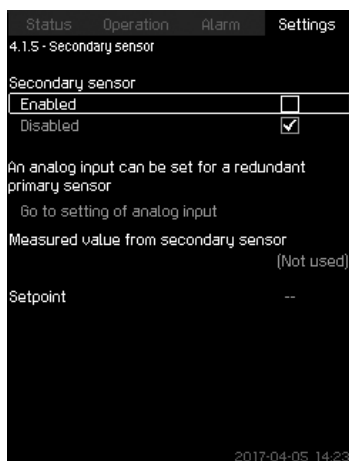 Status Operation Alarm Settings
4.1.5 - Secondary sensor
Secondary sensor
Enabled
Disabled
An analog input can be set for a redundant
primary sensor
Go to setting of analog input
Measured value from secondary sensor
(Not used)
Setpoint --
2017-04-05 14:23